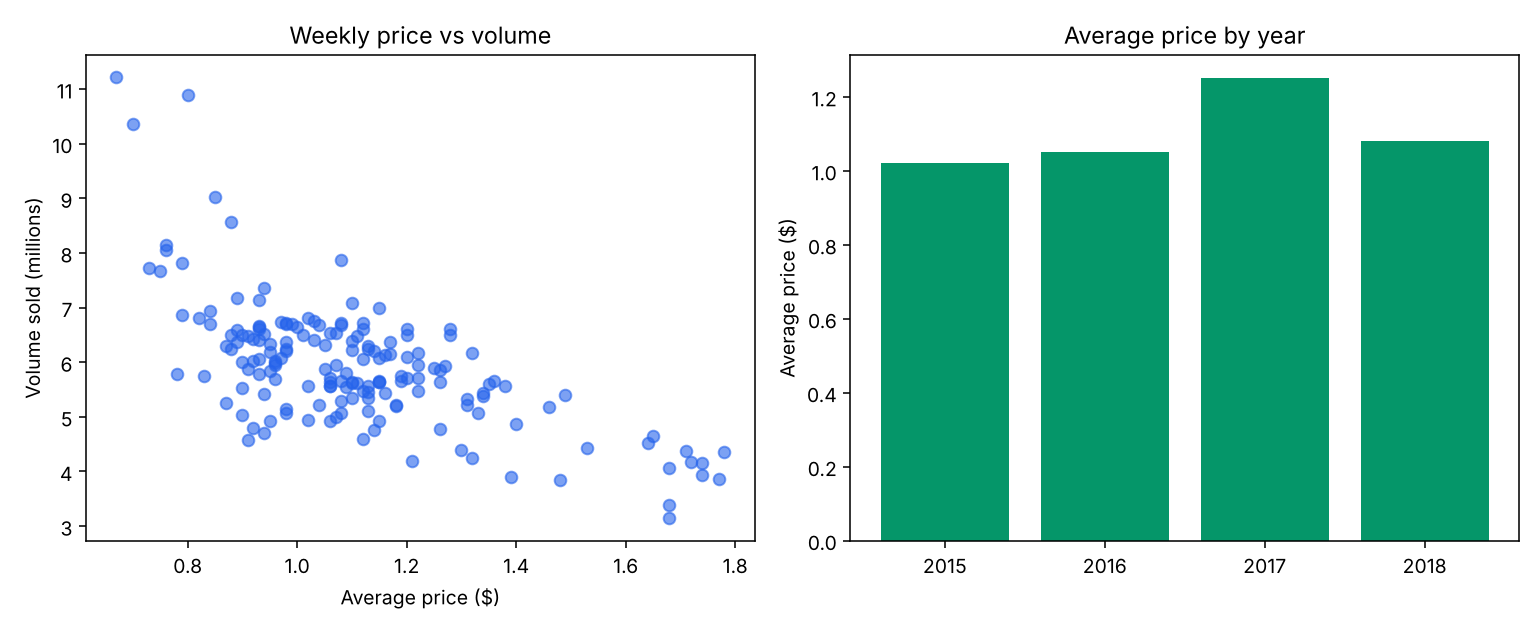 Weekly price vs volume
Volume sold (millions)
11
10
9
8
7
6
5
4
3
0.8 1.0 1.2 1.4 1.6 1.8
Average price ($)
Average price by year
Average price ($)
1.2
1.0
0.8
0.6
0.4
0.2
0.0
2015 2016 2017 2018